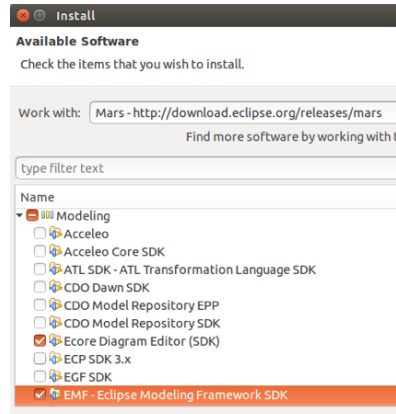 Install
Available Software
Check the items that you wish to install.
Work with: Mars - http://download.eclipse.org/releases/mars
Find more software by working with
type filter text
Name
Modeling
Acceleo
Acceleo Core SDK
ATL SDK - ATL Transformation Language SDK
CDO Dawn SDK
CDO Model Repository EPP
CDO Model Repository SDK
Ecore Diagram Editor (SDK)
ECP SDK 3.x
EGF SDK
EMF - Eclipse Modeling Framework SDK